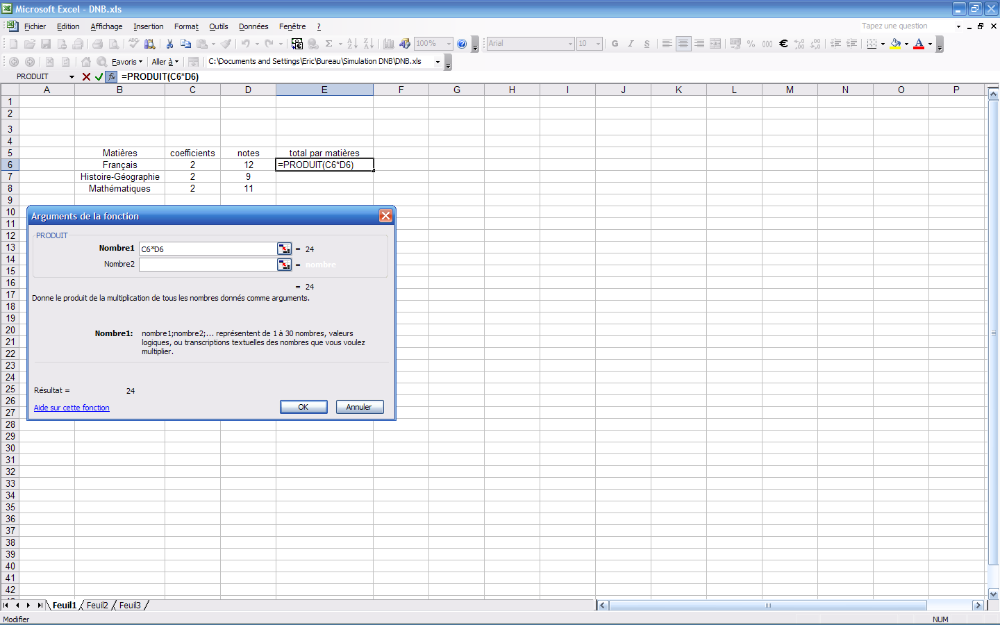 Microsoft Excel - DNB.xls
Fichier Edition Affichage Insertion Format Outils Données Fenêtre ? Tapez une question
100% Arial 10 G I S % 000 €
Favoris Aller à C:\Documents and Settings\Eric\Bureau\Simulation DNB\DNB.xls
PRODUIT =PRODUIT(C6*D6)
A B C D E F G H I J K L M N O P
1
2
3
4
5 Matières coefficients notes total par matières
6 Français 2 12 =PRODUIT(C6*D6)
7 Histoire-Géographie 2 9
8 Mathématiques 2 11
9
10
11
12
13
14
15
16
17
18
19
20
21
22
23
24
25
26
27
28
29
30
31
32
33
34
35
36
37
38
39
40
41
42
Arguments de la fonction
PRODUIT
Nombre1 C6*D6 = 24
Nombre2 = nombre
= 24
Donne le produit de la multiplication de tous les nombres donnés comme arguments.
Nombre1: nombre1;nombre2;... représentent de 1 à 30 nombres, valeurs
logiques, ou transcriptions textuelles des nombres que vous voulez
multiplier.
Résultat = 24
Aide sur cette fonction OK Annuler
Feuil1 Feuil2 Feuil3
Modifier NUM